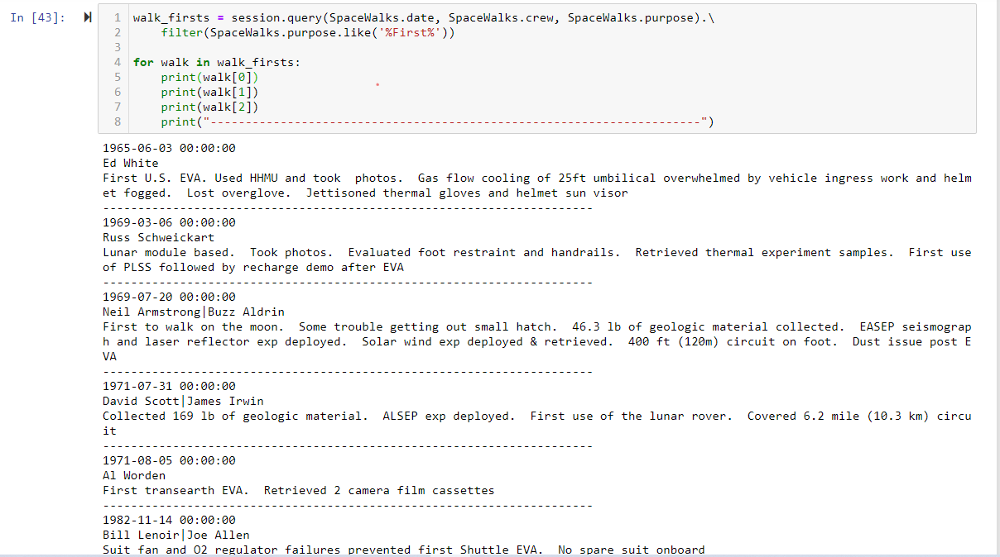 In [43]:
1 walk_firsts = session.query(SpaceWalks.date, SpaceWalks.crew, SpaceWalks.purpose).\
2     filter(SpaceWalks.purpose.like('%First%'))
3
4 for walk in walk_firsts:
5     print(walk[0])
6     print(walk[1])
7     print(walk[2])
8     print("----------------------------------------------------------------------")
1965-06-03 00:00:00
Ed White
First U.S. EVA. Used HHMU and took  photos.  Gas flow cooling of 25ft umbilical overwhelmed by vehicle ingress work and helm
et fogged.  Lost overglove.  Jettisoned thermal gloves and helmet sun visor
----------------------------------------------------------------------
1969-03-06 00:00:00
Russ Schweickart
Lunar module based.  Took photos.  Evaluated foot restraint and handrails.  Retrieved thermal experiment samples.  First use
of PLSS followed by recharge demo after EVA
----------------------------------------------------------------------
1969-07-20 00:00:00
Neil Armstrong|Buzz Aldrin
First to walk on the moon.  Some trouble getting out small hatch.  46.3 lb of geologic material collected.  EASEP seismograp
h and laser reflector exp deployed.  Solar wind exp deployed & retrieved.  400 ft (120m) circuit on foot.  Dust issue post E
VA
----------------------------------------------------------------------
1971-07-31 00:00:00
David Scott|James Irwin
Collected 169 lb of geologic material.  ALSEP exp deployed.  First use of the lunar rover.  Covered 6.2 mile (10.3 km) circu
it
----------------------------------------------------------------------
1971-08-05 00:00:00
Al Worden
First transearth EVA.  Retrieved 2 camera film cassettes
----------------------------------------------------------------------
1982-11-14 00:00:00
Bill Lenoir|Joe Allen
Suit fan and O2 regulator failures prevented first Shuttle EVA.  No spare suit onboard